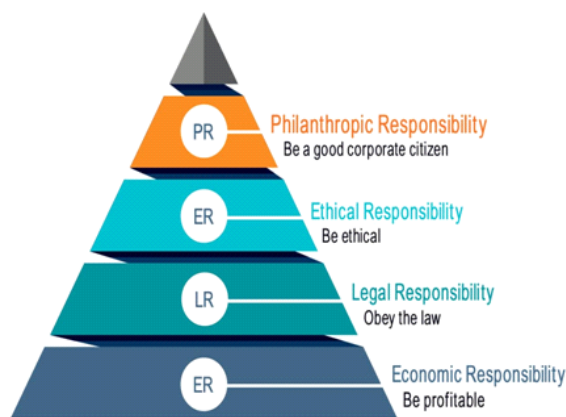 PR
Philanthropic Responsibility
Be a good corporate citizen
ER
Ethical Responsibility
Be ethical
LR
Legal Responsibility
Obey the law
ER
Economic Responsibility
Be profitable